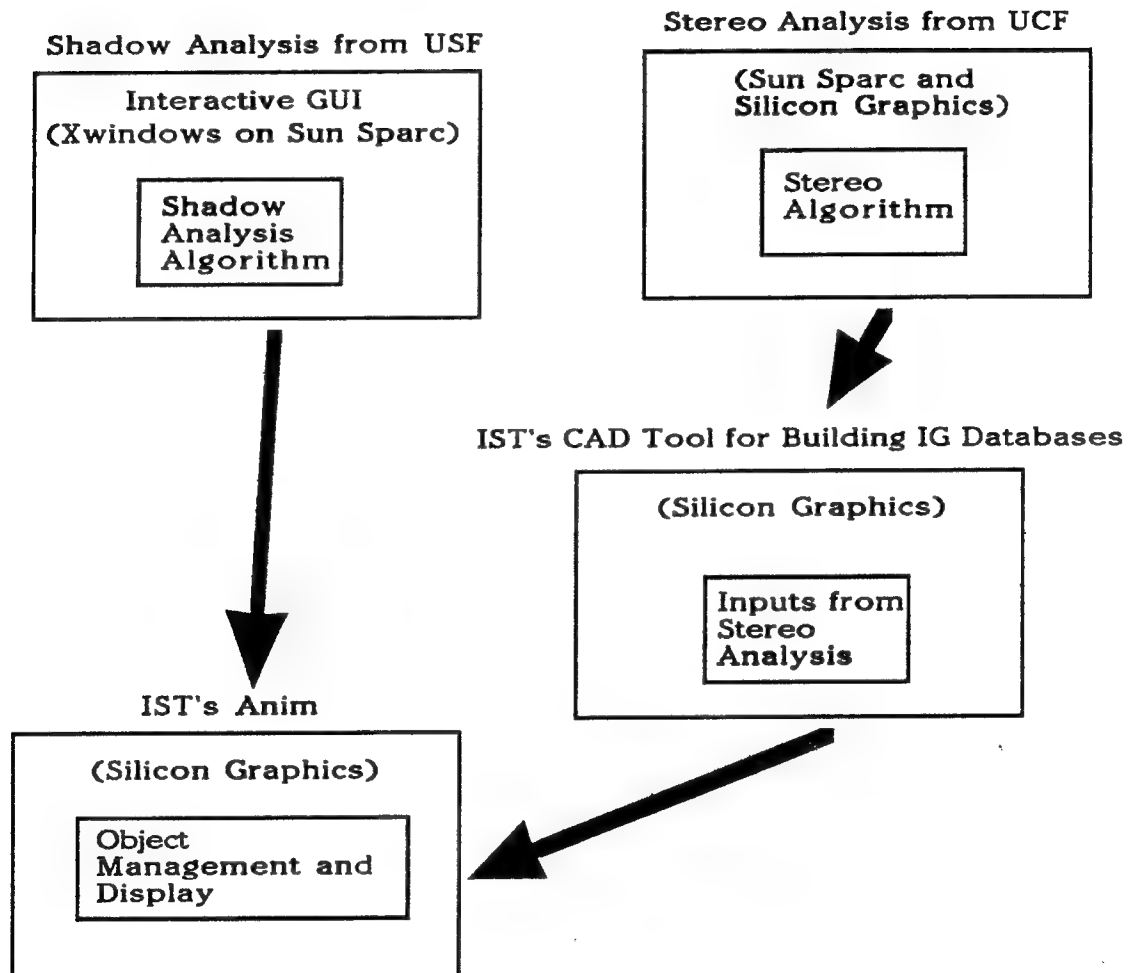 Shadow Analysis from USF
Interactive GUI
(Xwindows on Sun Sparc)
Shadow
Analysis
Algorithm
Stereo Analysis from UCF
(Sun Sparc and
Silicon Graphics)
Stereo
Algorithm
IST's CAD Tool for Building IG Databases
(Silicon Graphics)
Inputs from
Stereo
Analysis
IST's Anim
(Silicon Graphics)
Object
Management and
Display